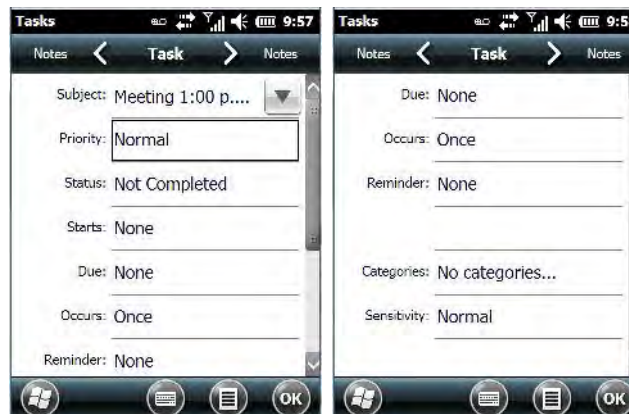 Tasks 9:57
Notes Task Notes
Subject: Meeting 1:00 p....
Priority: Normal
Status: Not Completed
Starts: None
Due: None
Occurs: Once
Reminder: None
OK
Tasks 9:5
Notes Task Notes
Due: None
Occurs: Once
Reminder: None
Categories: No categories...
Sensitivity: Normal
OK